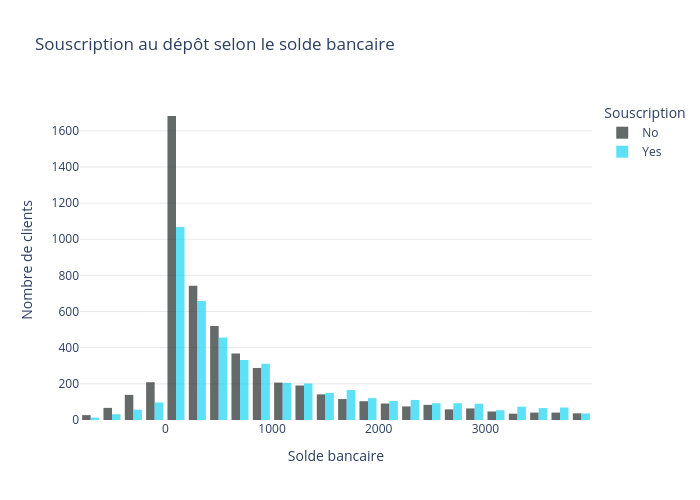 Souscription au dépôt selon le solde bancaire
Souscription
No
Yes
Nombre de clients
1600
1400
1200
1000
800
600
400
200
0
0 1000 2000 3000
Solde bancaire